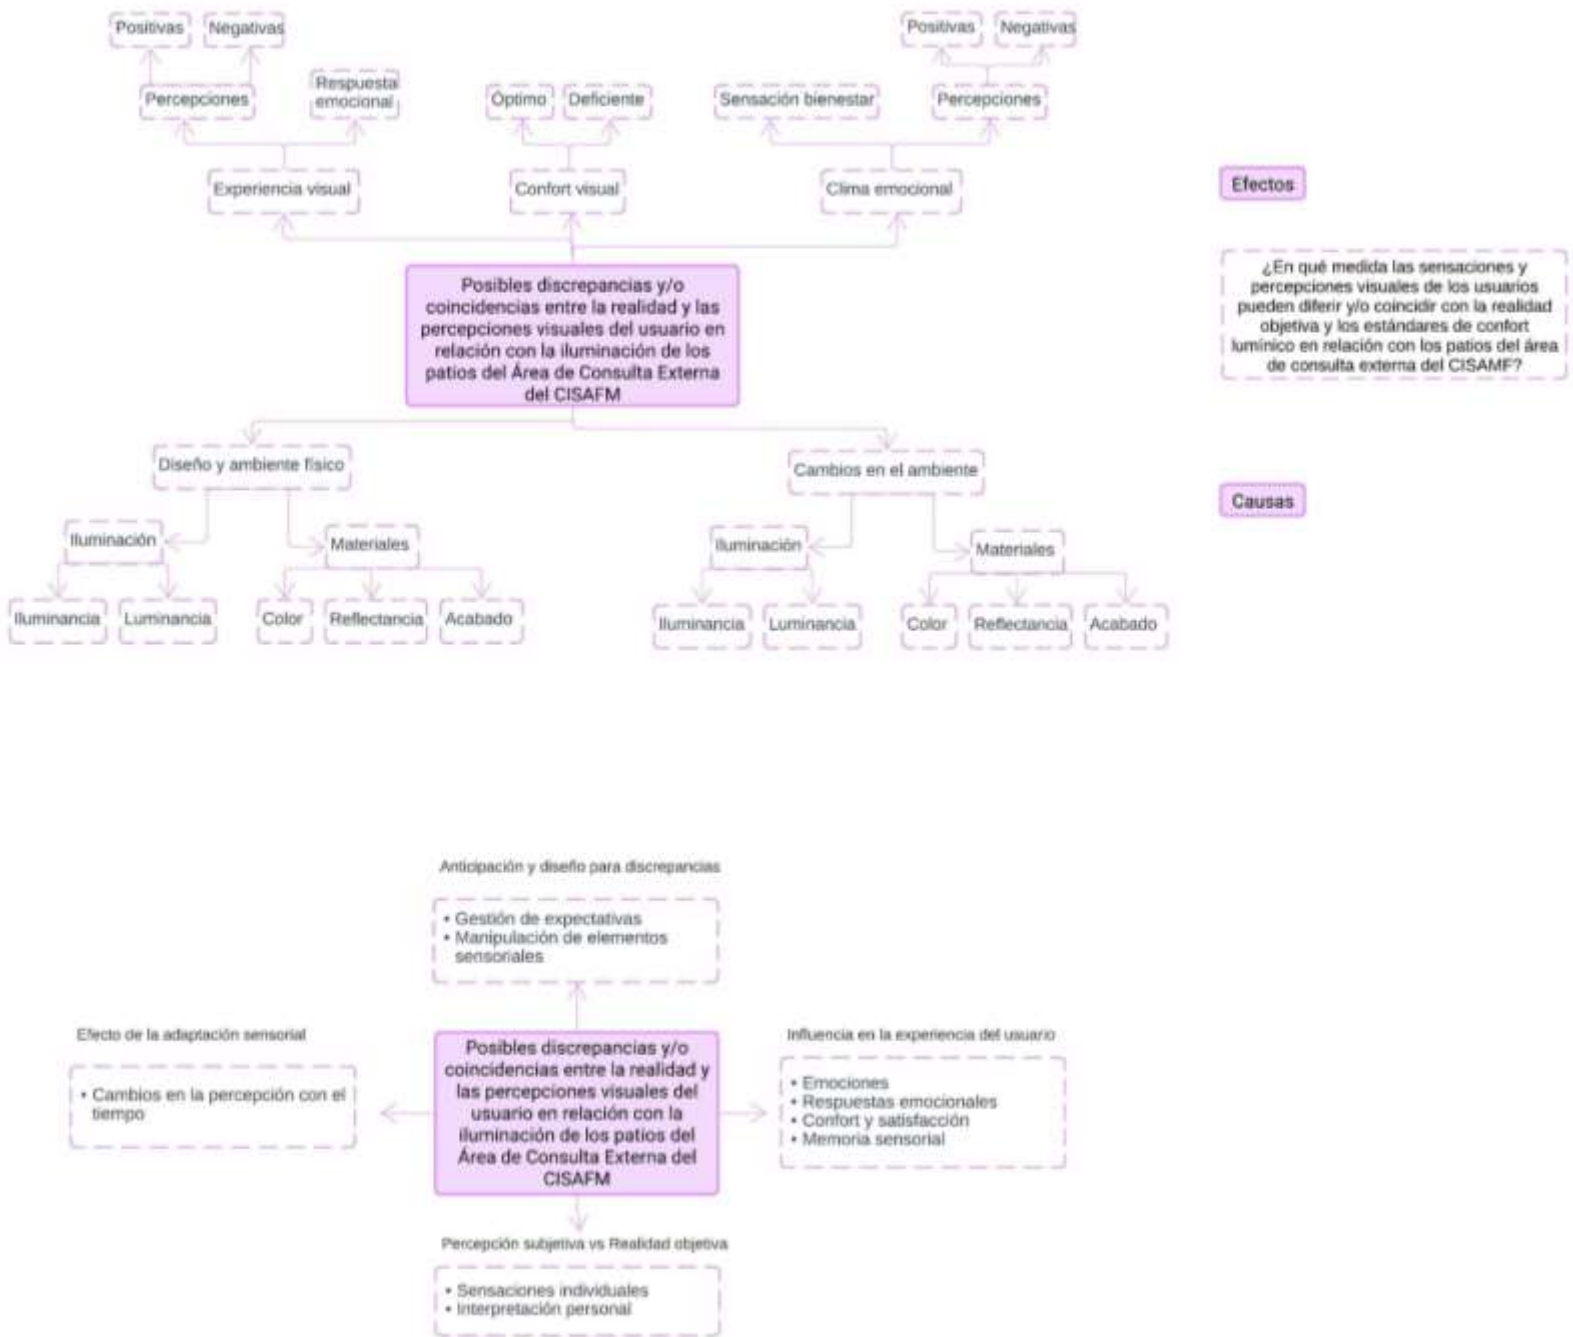 Positivas
Negativas
Positivas
Negativas
Percepciones
Respuesta
emocional
Óptimo
Deficiente
Sensación bienestar
Percepciones
Experiencia visual
Confort visual
Clima emocional
Efectos
Posibles discrepancias y/o
coincidencias entre la realidad y las
percepciones visuales del usuario en
relación con la iluminación de los
patios del Área de Consulta Externa
del CISAFM
¿En qué medida las sensaciones y
percepciones visuales de los usuarios
pueden diferir y/o coincidir con la realidad
objetiva y los estándares de confort
lumínico en relación con los patios del área
de consulta externa del CISAMF?
Diseño y ambiente físico
Cambios en el ambiente
Causas
Iluminación
Materiales
Iluminación
Materiales
Iluminancia
Luminancia
Color
Reflectancia
Acabado
Iluminancia
Luminancia
Color
Reflectancia
Acabado
Anticipación y diseño para discrepancias
• Gestión de expectativas
• Manipulación de elementos
sensoriales
Efecto de la adaptación sensorial
• Cambios en la percepción con el
tiempo
Posibles discrepancias y/o
coincidencias entre la realidad y
las percepciones visuales del
usuario en relación con la
iluminación de los patios del
Área de Consulta Externa del
CISAFM
Influencia en la experiencia del usuario
• Emociones
• Respuestas emocionales
• Confort y satisfacción
• Memoria sensorial
Percepción subjetiva vs Realidad objetiva
• Sensaciones individuales
• Interpretación personal